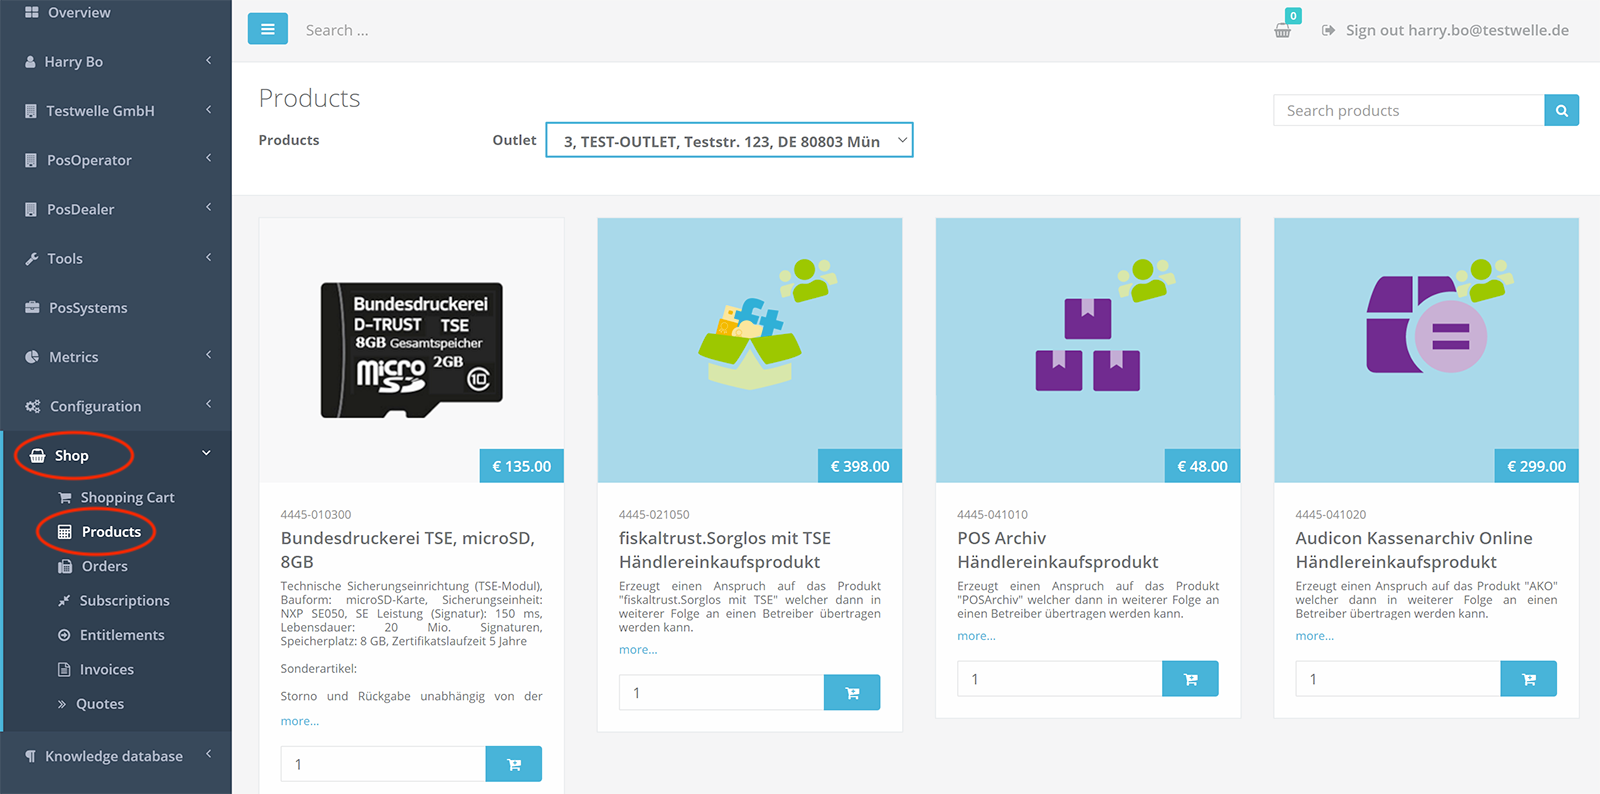 Overview
Harry Bo
Testwelle GmbH
PosOperator
PosDealer
Tools
PosSystems
Metrics
Configuration
Shop
Shopping Cart
Products
Orders
Subscriptions
Entitlements
Invoices
Quotes
Knowledge database
Search ...
0
Sign out harry.bo@testwelle.de
Products
Search products
Products
Outlet
3, TEST-OUTLET, Teststr. 123, DE 80803 Mün
Bundesdruckerei
D-TRUST TSE
8GB Gesamtspeicher
micro SD 2GB 10
€ 135.00
4445-010300
Bundesdruckerei TSE, microSD,
8GB
Technische Sicherungseinrichtung (TSE-Modul),
Bauform: microSD-Karte, Sicherungseinheit:
NXP SE050, SE Leistung (Signatur): 150 ms,
Lebensdauer: 20 Mio. Signaturen,
Speicherplatz: 8 GB, Zertifikatslaufzeit 5 Jahre
Sonderartikel:
Storno und Rückgabe unabhängig von der
more...
1
ft
€ 398.00
4445-021050
fiskaltrust.Sorglos mit TSE
Händlereinkaufsprodukt
Erzeugt einen Anspruch auf das Produkt
"fiskaltrust.Sorglos mit TSE" welcher dann in
weiterer Folge an einen Betreiber übertragen
werden kann.
more...
1
€ 48.00
4445-041010
POS Archiv
Händlereinkaufsprodukt
Erzeugt einen Anspruch auf das Produkt
"POSArchiv" welcher dann in weiterer Folge an
einen Betreiber übertragen werden kann.
more...
1
€ 299.00
4445-041020
Audicon Kassenarchiv Online
Händlereinkaufsprodukt
Erzeugt einen Anspruch auf das Produkt "AKO"
welcher dann in weiterer Folge an einen
Betreiber übertragen werden kann.
more...
1